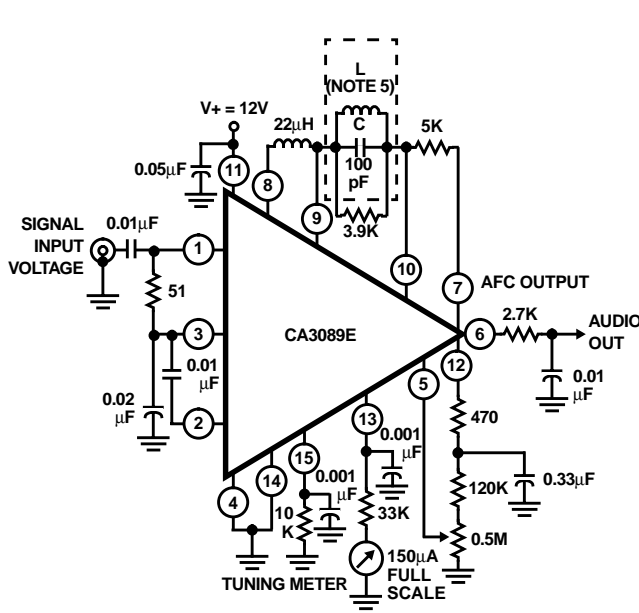 L
(NOTE 5)
V+ = 12V
22μH
C
5K
0.05μF
11
100
pF
8
9
3.9K
SIGNAL
INPUT
VOLTAGE
0.01μF
1
10
7
AFC OUTPUT
51
2.7K
3
CA3089E
6
AUDIO
OUT
0.01
μF
12
5
0.01
μF
0.02
μF
2
13
470
0.001
μF
15
0.001
μF
14
4
120K
0.33μF
10
K
33K
0.5M
TUNING METER
150μA
FULL
SCALE